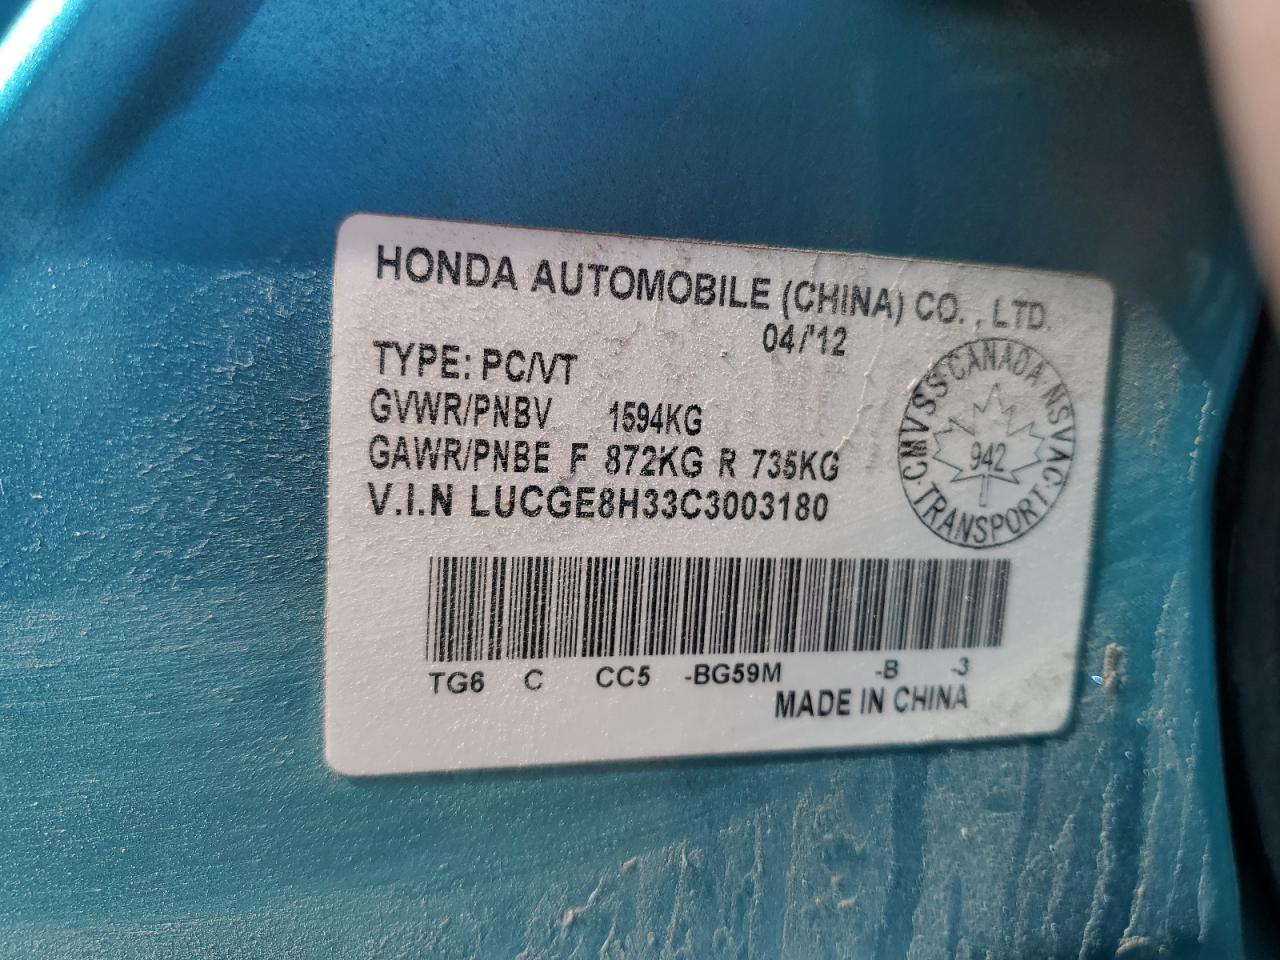 HONDA AUTOMOBILE (CHINA) CO., LTD.
04/'12
TYPE: PC/VT
GVWR/PNBV 1594KG
GAWR/PNBE F 872KG R 735KG
V.I.N LUCGE8H33C3003180
CMVSS·CANADA·NSVAC·TRANSPORT·
942
TG6 C CC5 -BG59M -B -3
MADE IN CHINA